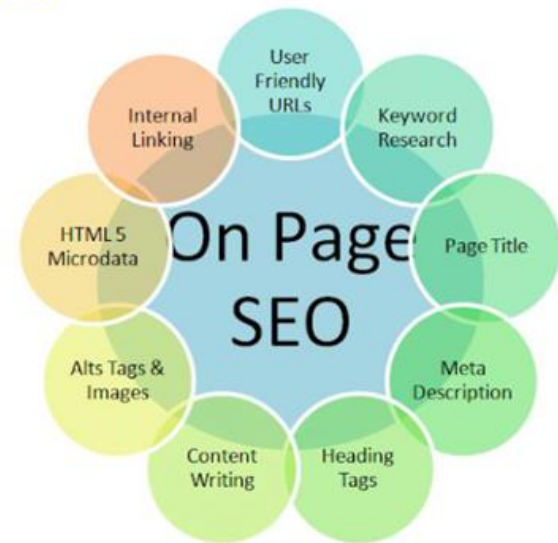 User
Friendly
URLs
Keyword
Research
Page Title
Meta
Description
Heading
Tags
Content
Writing
Alts Tags &
Images
HTML 5
Microdata
Internal
Linking
On Page
SEO